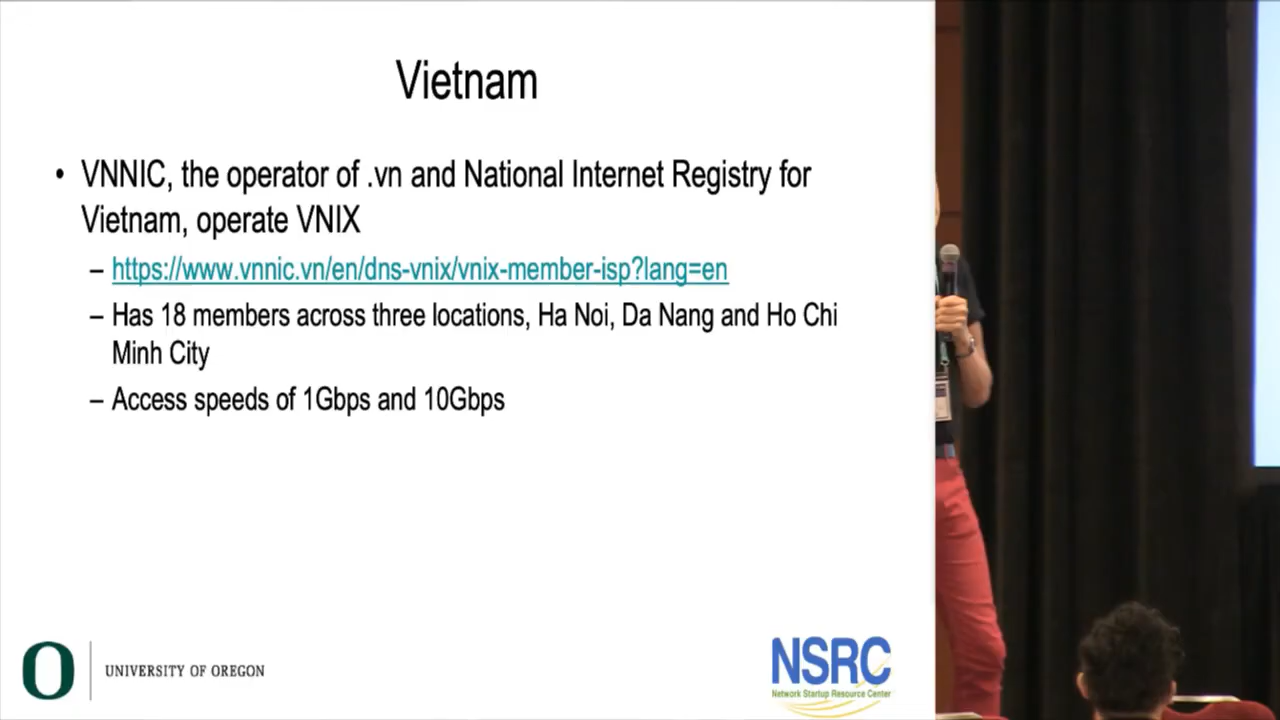 Vietnam
• VNNIC, the operator of .vn and National Internet Registry for
Vietnam, operate VNIX
– https://www.vnnic.vn/en/dns-vnix/vnix-member-isp?lang=en
– Has 18 members across three locations, Ha Noi, Da Nang and Ho Chi
Minh City
– Access speeds of 1Gbps and 10Gbps
O
UNIVERSITY OF OREGON
NSRC
Network Startup Resource Center